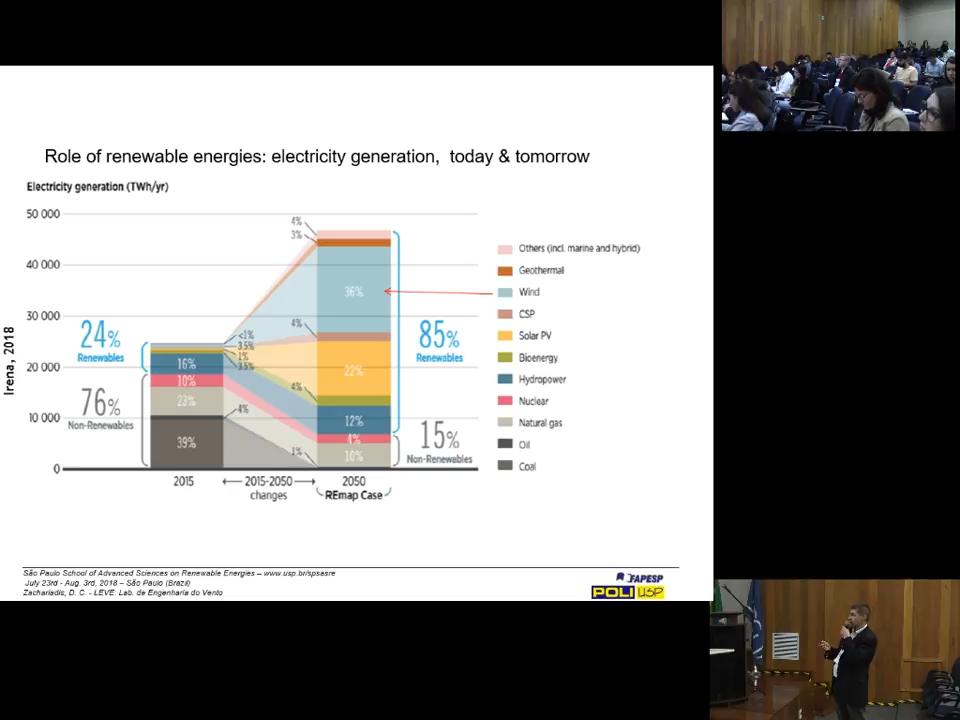 Role of renewable energies: electricity generation, today & tomorrow
Electricity generation (TWh/yr)
50 000
40 000
30 000
20 000
10 000
0
Irena, 2018
24%
Renewables
76%
Non-Renewables
16%
10%
23%
39%
<1%
3.5%
1%
3.5%
4%
4%
3%
4%
4%
1%
36%
22%
12%
4%
10%
85%
Renewables
15%
Non-Renewables
2015
2015-2050
changes
2050
REmap Case
Others (incl. marine and hybrid)
Geothermal
Wind
CSP
Solar PV
Bioenergy
Hydropower
Nuclear
Natural gas
Oil
Coal
São Paulo School of Advanced Sciences on Renewable Energies – www.usp.br/spsasre
July 23rd - Aug. 3rd, 2018 – São Paulo (Brazil)
Zachariadis, D. C. - LEVE: Lab. de Engenharia do Vento
FAPESP
POLI USP